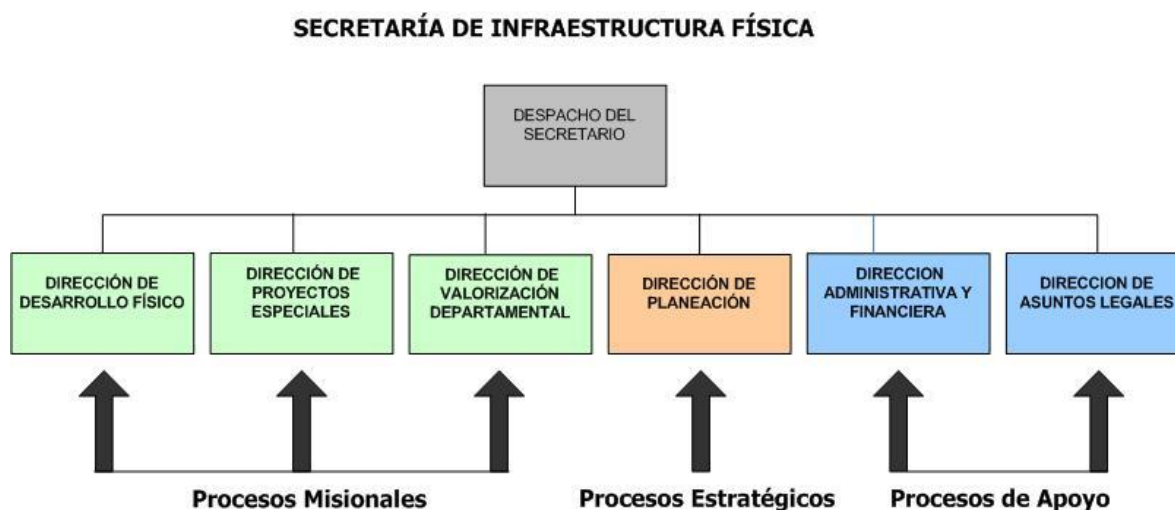 SECRETARÍA DE INFRAESTRUCTURA FÍSICA
DESPACHO DEL
SECRETARIO
DIRECCIÓN DE
DESARROLLO FÍSICO
DIRECCIÓN DE
PROYECTOS
ESPECIALES
DIRECCIÓN DE
VALORIZACIÓN
DEPARTAMENTAL
DIRECCIÓN DE
PLANEACIÓN
DIRECCION
ADMINISTRATIVA Y
FINANCIERA
DIRECCION DE
ASUNTOS LEGALES
Procesos Misionales
Procesos Estratégicos
Procesos de Apoyo